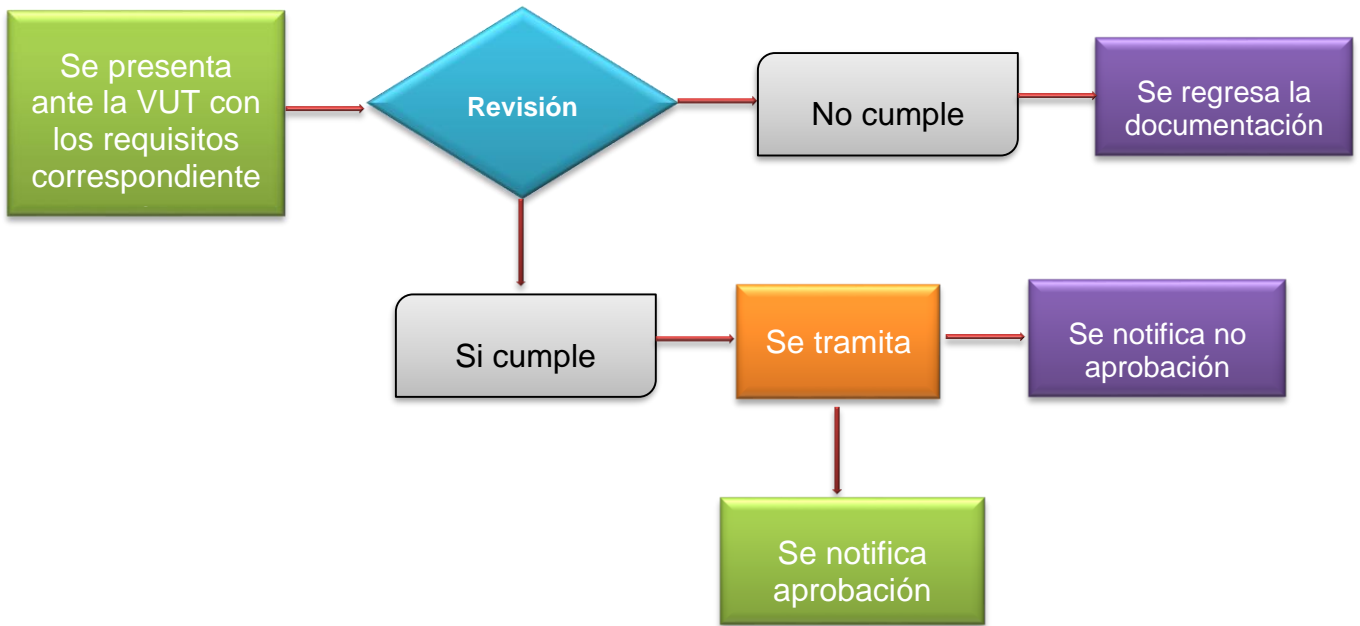 Se presenta
ante la VUT con
los requisitos
correspondiente
Revisión
No cumple
Se regresa la
documentación
Si cumple
Se tramita
Se notifica no
aprobación
Se notifica
aprobación